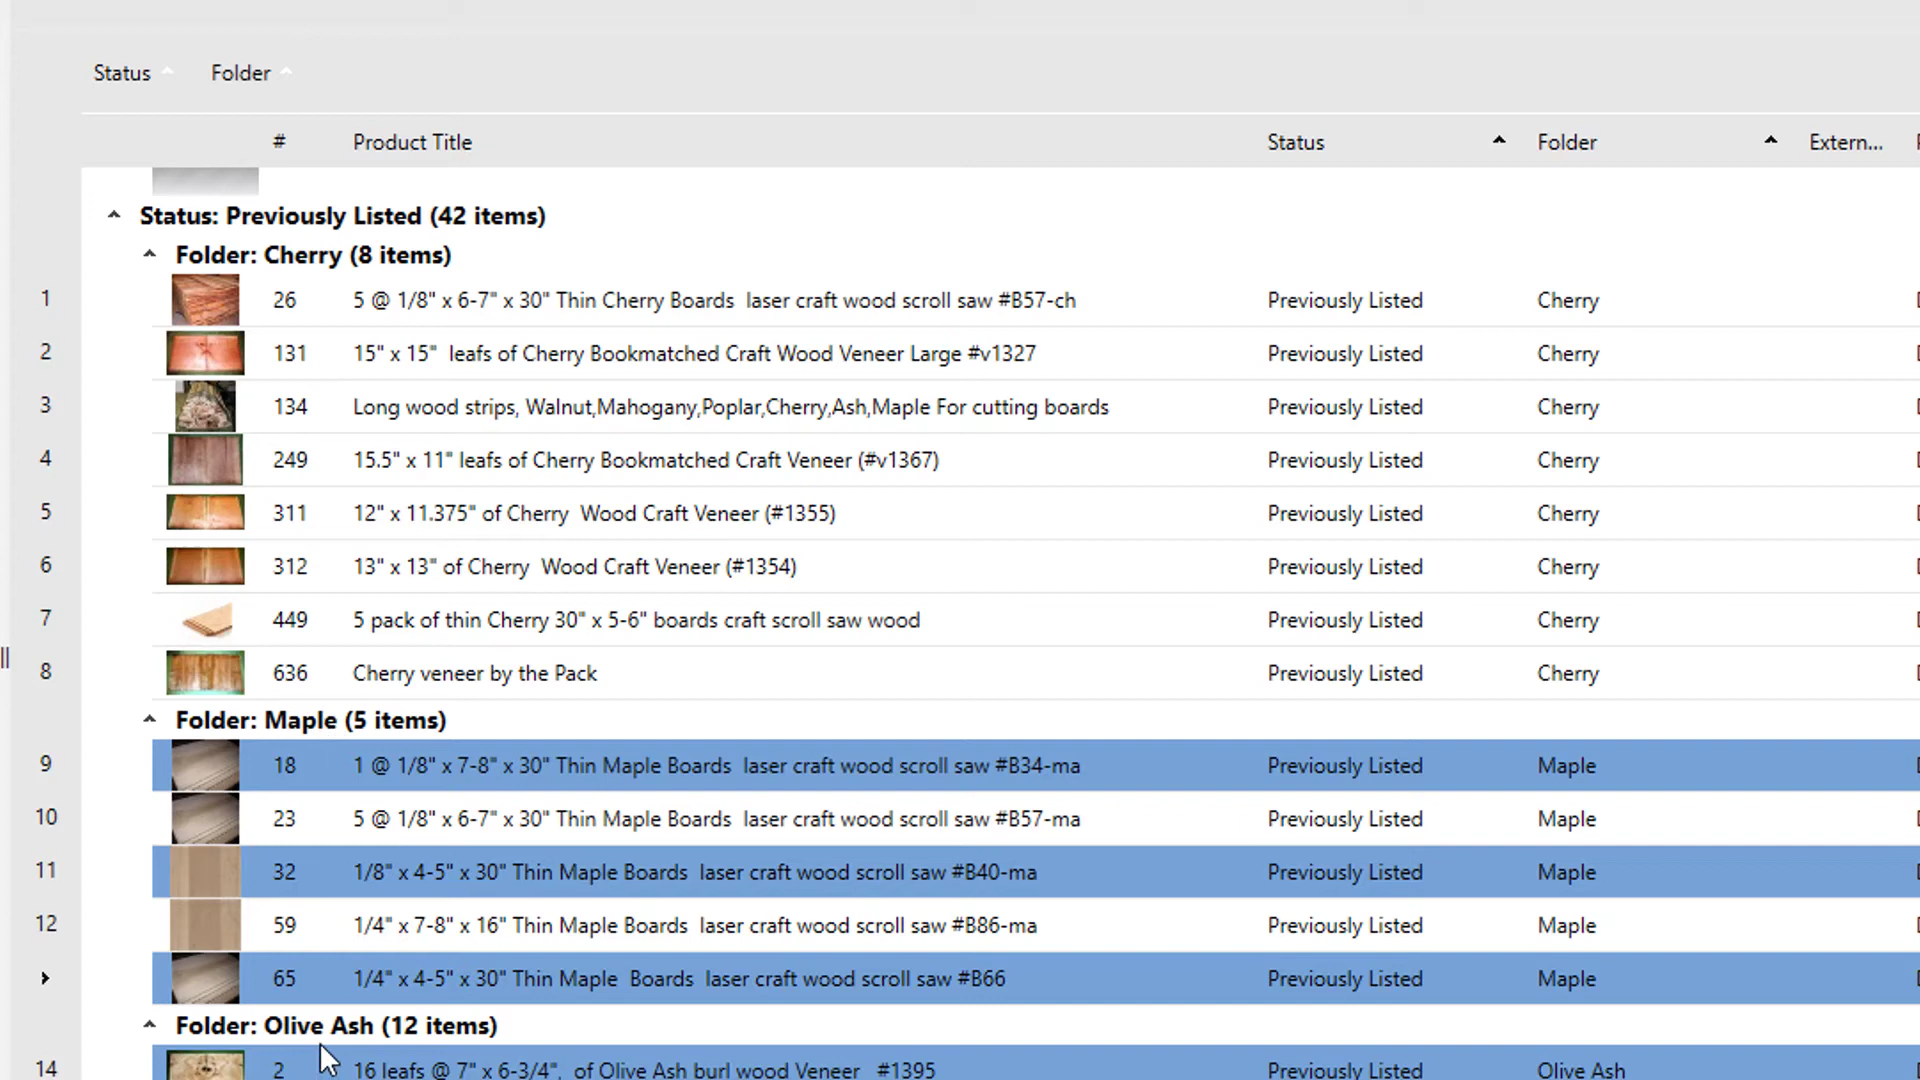 Status Folder
# Product Title Status Folder Extern...
Status: Previously Listed (42 items)
Folder: Cherry (8 items)
1 26 5 @ 1/8" x 6-7" x 30" Thin Cherry Boards laser craft wood scroll saw #B57-ch Previously Listed Cherry
2 131 15" x 15" leafs of Cherry Bookmatched Craft Wood Veneer Large #v1327 Previously Listed Cherry
3 134 Long wood strips, Walnut,Mahogany,Poplar,Cherry,Ash,Maple For cutting boards Previously Listed Cherry
4 249 15.5" x 11" leafs of Cherry Bookmatched Craft Veneer (#v1367) Previously Listed Cherry
5 311 12" x 11.375" of Cherry Wood Craft Veneer (#1355) Previously Listed Cherry
6 312 13" x 13" of Cherry Wood Craft Veneer (#1354) Previously Listed Cherry
7 449 5 pack of thin Cherry 30" x 5-6" boards craft scroll saw wood Previously Listed Cherry
8 636 Cherry veneer by the Pack Previously Listed Cherry
Folder: Maple (5 items)
9 18 1 @ 1/8" x 7-8" x 30" Thin Maple Boards laser craft wood scroll saw #B34-ma Previously Listed Maple
10 23 5 @ 1/8" x 6-7" x 30" Thin Maple Boards laser craft wood scroll saw #B57-ma Previously Listed Maple
11 32 1/8" x 4-5" x 30" Thin Maple Boards laser craft wood scroll saw #B40-ma Previously Listed Maple
12 59 1/4" x 7-8" x 16" Thin Maple Boards laser craft wood scroll saw #B86-ma Previously Listed Maple
65 1/4" x 4-5" x 30" Thin Maple Boards laser craft wood scroll saw #B66 Previously Listed Maple
Folder: Olive Ash (12 items)
14 2 16 leafs @ 7" x 6-3/4", of Olive Ash burl wood Veneer #1395 Previously Listed Olive Ash